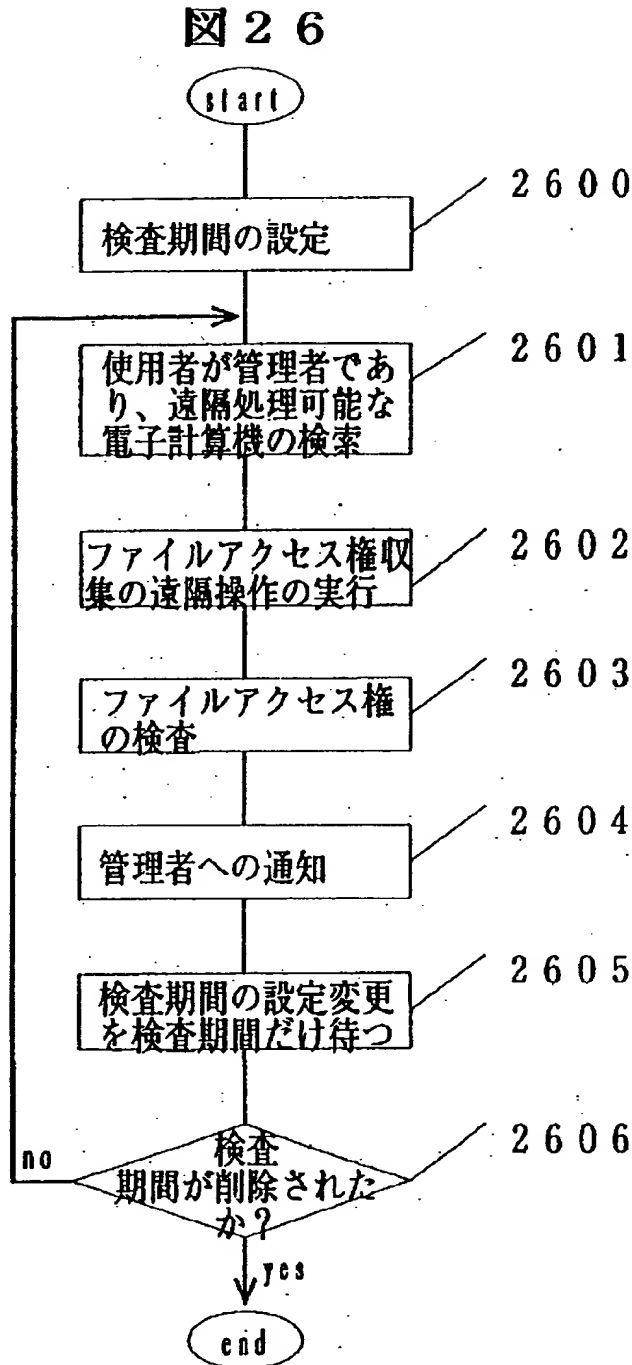 図２６
start
２６００
検査期間の設定
２６０１
使用者が管理者であ
り、遠隔処理可能な
電子計算機の検索
２６０２
ファイルアクセス権収
集の遠隔操作の実行
２６０３
ファイルアクセス権
の検査
２６０４
管理者への通知
２６０５
検査期間の設定変更
を検査期間だけ待つ
２６０６
検査
期間が削除された
か？
no
yes
end